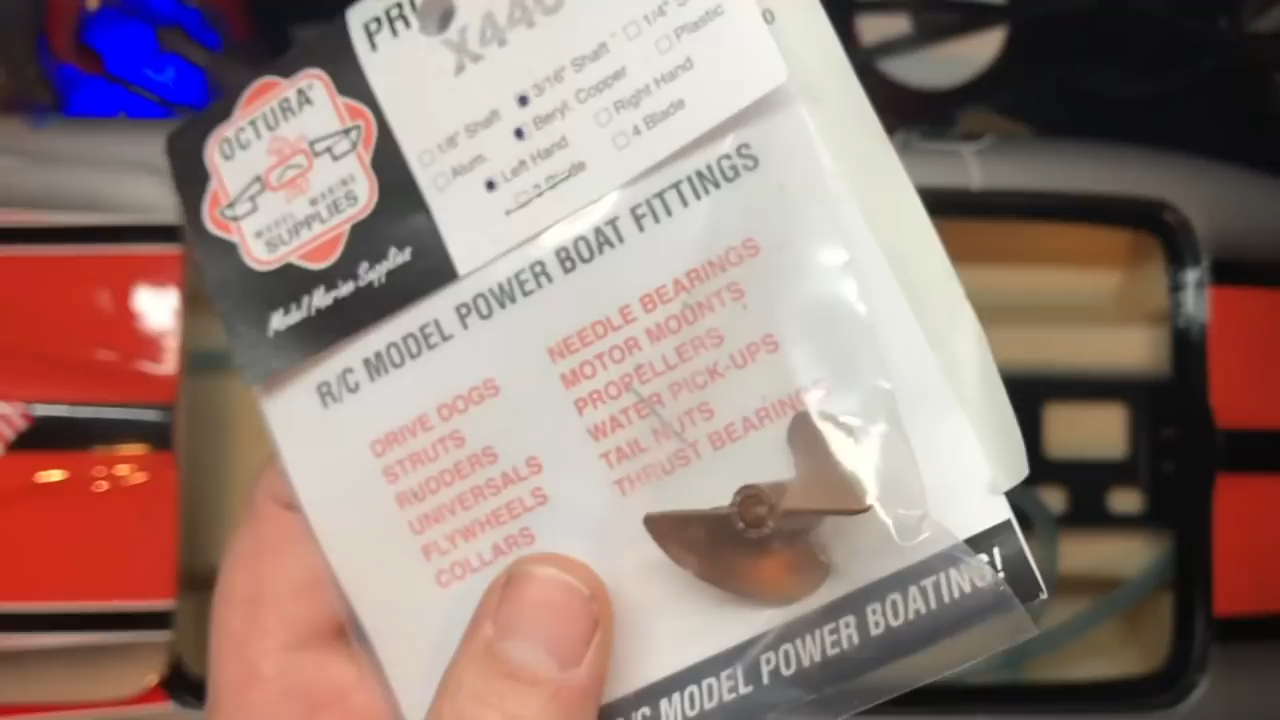 OCTURA
MODEL MARINE
SUPPLIES
Model Marine Supplies
X440
1/8" Shaft
3/16" Shaft
1/4"
Alum.
Beryl. Copper
Plastic
Left Hand
Right Hand
4 Blade
R/C MODEL POWER BOAT FITTINGS
DRIVE DOGS
STRUTS
RUDDERS
UNIVERSALS
FLYWHEELS
COLLARS
NEEDLE BEARINGS
MOTOR MOUNTS
PROPELLERS
WATER PICK-UPS
TAIL NUTS
THRUST BEARINGS
R/C MODEL POWER BOATING!